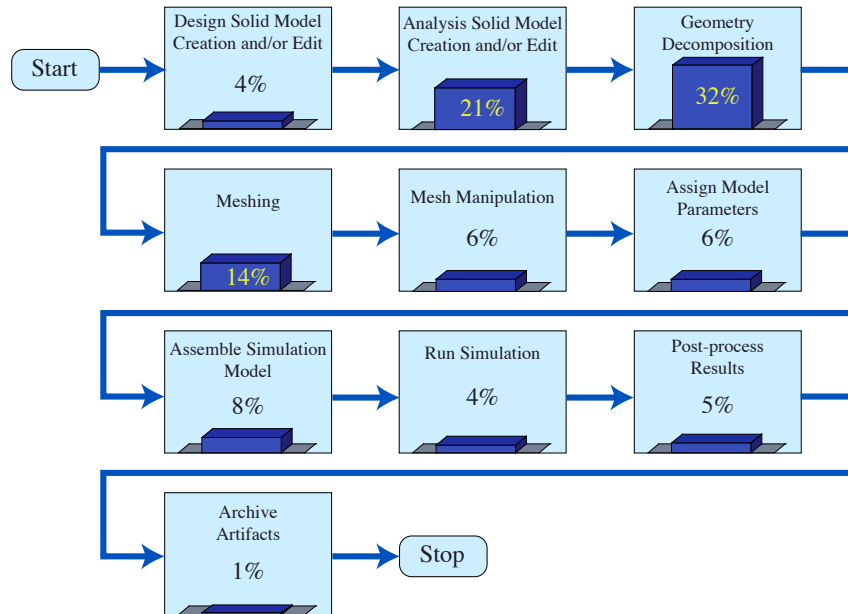 Start
Design Solid Model
Creation and/or Edit
4%
Analysis Solid Model
Creation and/or Edit
21%
Geometry
Decomposition
32%
Meshing
14%
Mesh Manipulation
6%
Assign Model
Parameters
6%
Assemble Simulation
Model
8%
Run Simulation
4%
Post-process
Results
5%
Archive
Artifacts
1%
Stop